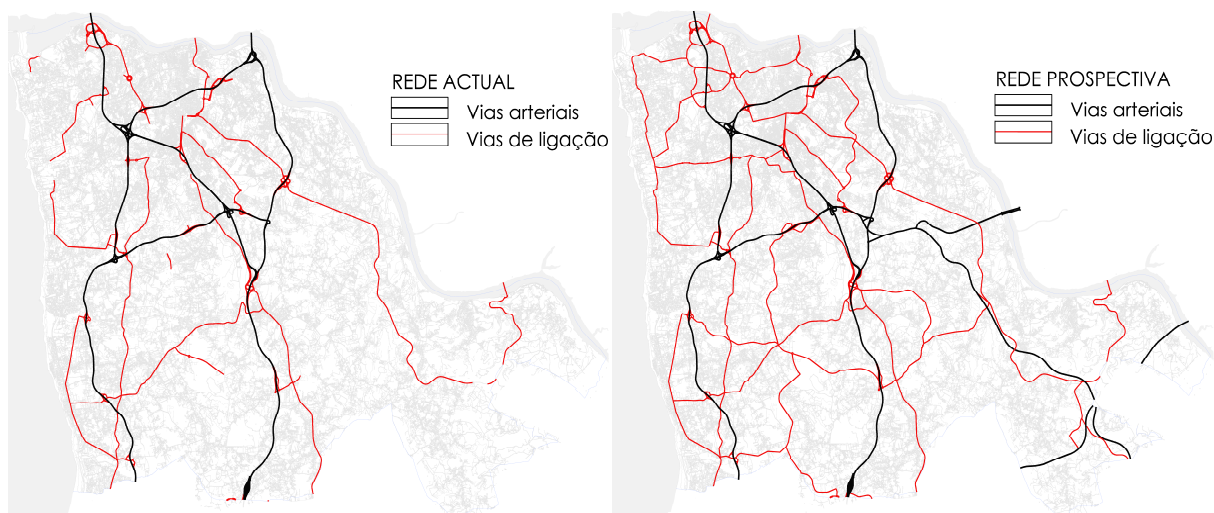 REDE ACTUAL
Vias arteriais
Vias de ligação
REDE PROSPECTIVA
Vias arteriais
Vias de ligação